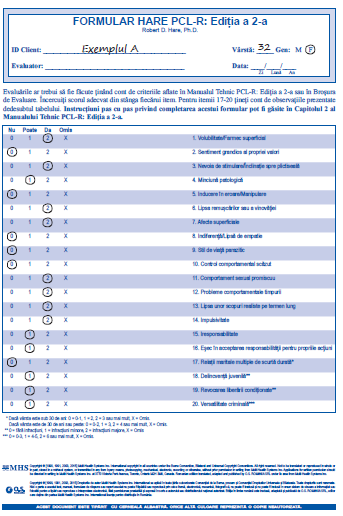 FORMULAR HARE PCL-R: Ediția a 2-a
Robert D. Hare, Ph.D.
ID Client: Exemplul A Vârstă: 32 Gen: M F
Evaluator: Data: / /
Zi Lună An
Evaluările ar trebui să fie făcute ținând cont de criteriile aflate în Manualul Tehnic PCL-R: Ediția a 2-a sau în Broșura
de Evaluare. Încercuiți scorul adecvat din stânga fiecărui item. Pentru itemii 17-20 țineți cont de observațiile prezentate
dedesubtul tabelului. Instrucțiuni pas cu pas privind completarea acestui formular pot fi găsite în Capitolul 2 al
Manualului Tehnic PCL-R: Ediția a 2-a.
Nu Poate Da Omis
0 1 2 X 1. Volubilitate/Farmec superficial
0 1 2 X 2. Sentiment grandios al propriei valori
0 1 2 X 3. Nevoia de stimulare/Înclinație spre plictiseală
0 1 2 X 4. Minciună patologică
0 1 2 X 5. Inducere în eroare/Manipulare
0 1 2 X 6. Lipsa remușcărilor sau a vinovăției
0 1 2 X 7. Afecte superficiale
0 1 2 X 8. Indiferență/Lipsă de empatie
0 1 2 X 9. Stil de viață parazitic
0 1 2 X 10. Control comportamental scăzut
0 1 2 X 11. Comportament sexual promiscuu
0 1 2 X 12. Probleme comportamentale timpurii
0 1 2 X 13. Lipsa unor scopuri realiste pe termen lung
0 1 2 X 14. Impulsivitate
0 1 2 X 15. Iresponsabilitate
0 1 2 X 16. Eșec în acceptarea responsabilității pentru propriile acțiuni
0 1 2 X 17. Relații maritale multiple de scurtă durată*
0 1 2 X 18. Delincvență juvenilă**
0 1 2 X 19. Revocarea libertății condiționate**
0 1 2 X 20. Versatilitate criminală***
* Dacă vârsta este sub 30 de ani: 0 = 0-1, 1 = 2, 2 = 3 sau mai mult, X = Omis.
Dacă vârsta este de 30 de ani sau peste: 0 = 0-2, 1 = 3, 2 = 4 sau mai mult, X = Omis.
** 0 = fără infracțiuni, 1 = infracțiuni minore, 2 = infracțiuni majore, X = Omis
*** 0 = 0-3, 1 = 4-5, 2 = 6 sau mai mult, X = Omis.
MHS
ACEST DOCUMENT ESTE TIPĂRIT CU CERNEALĂ ALBASTRĂ. ORICE ALTĂ CULOARE REPREZINTĂ O COPIE NEAUTORIZATĂ.